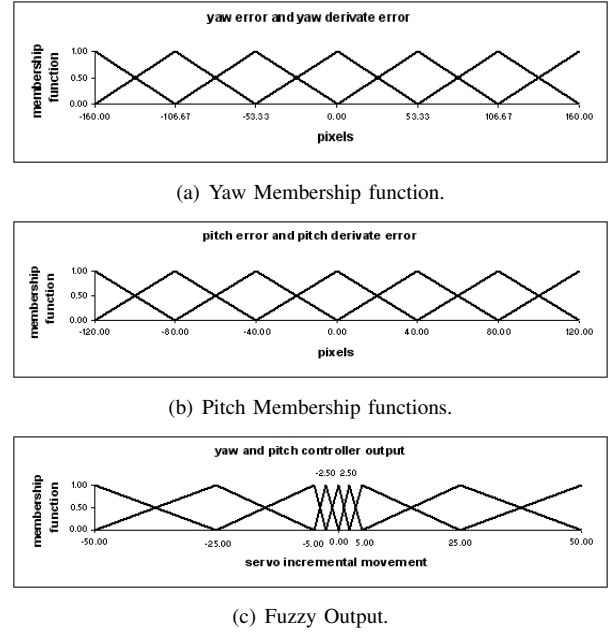 yaw error and yaw derivate error
membership
function
1.00
0.50
0.00
-160.00 -106.67 -53.33 0.00 53.33 106.67 160.00
pixels
(a) Yaw Membership function.
pitch error and pitch derivate error
membership
function
1.00
0.50
0.00
-120.00 -80.00 -40.00 0.00 40.00 80.00 120.00
pixels
(b) Pitch Membership functions.
yaw and pitch controller output
-2.50 2.50
membership
function
1.00
0.50
0.00
-50.00 -25.00 -5.00 0.00 5.00 25.00 50.00
servo incremental movement
(c) Fuzzy Output.